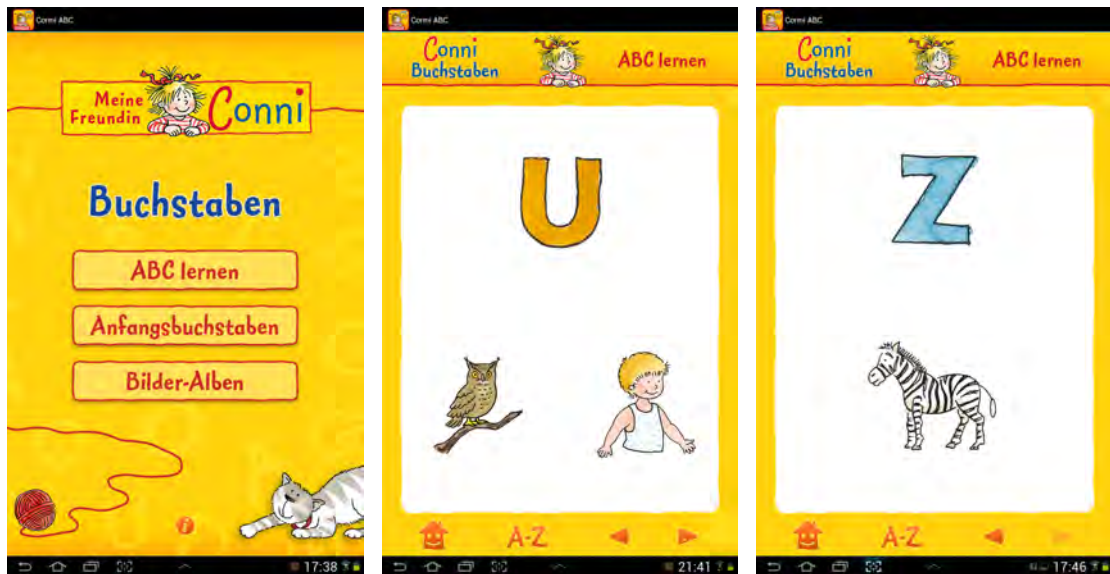 Conni ABC
Meine
Freundin
Conni
Buchstaben
ABC lernen
Anfangsbuchstaben
Bilder-Alben
i
17:38
Conni ABC
Conni
Buchstaben
ABC lernen
U
A-Z
21:41
Conni ABC
Conni
Buchstaben
ABC lernen
Z
A-Z
17:46